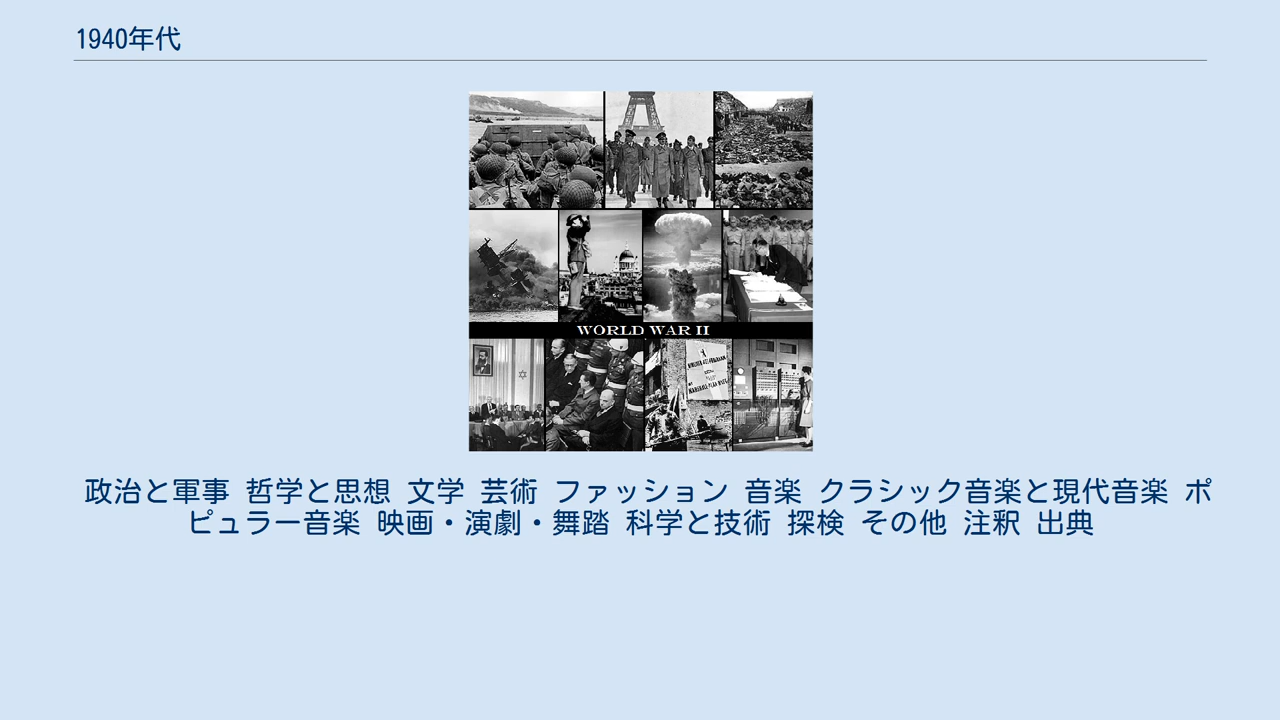 1940年代
WORLD WAR II
政治と軍事 哲学と思想 文学 芸術 ファッション 音楽 クラシック音楽と現代音楽 ポ
ピュラー音楽 映画・演劇・舞踏 科学と技術 探検 その他 注釈 出典